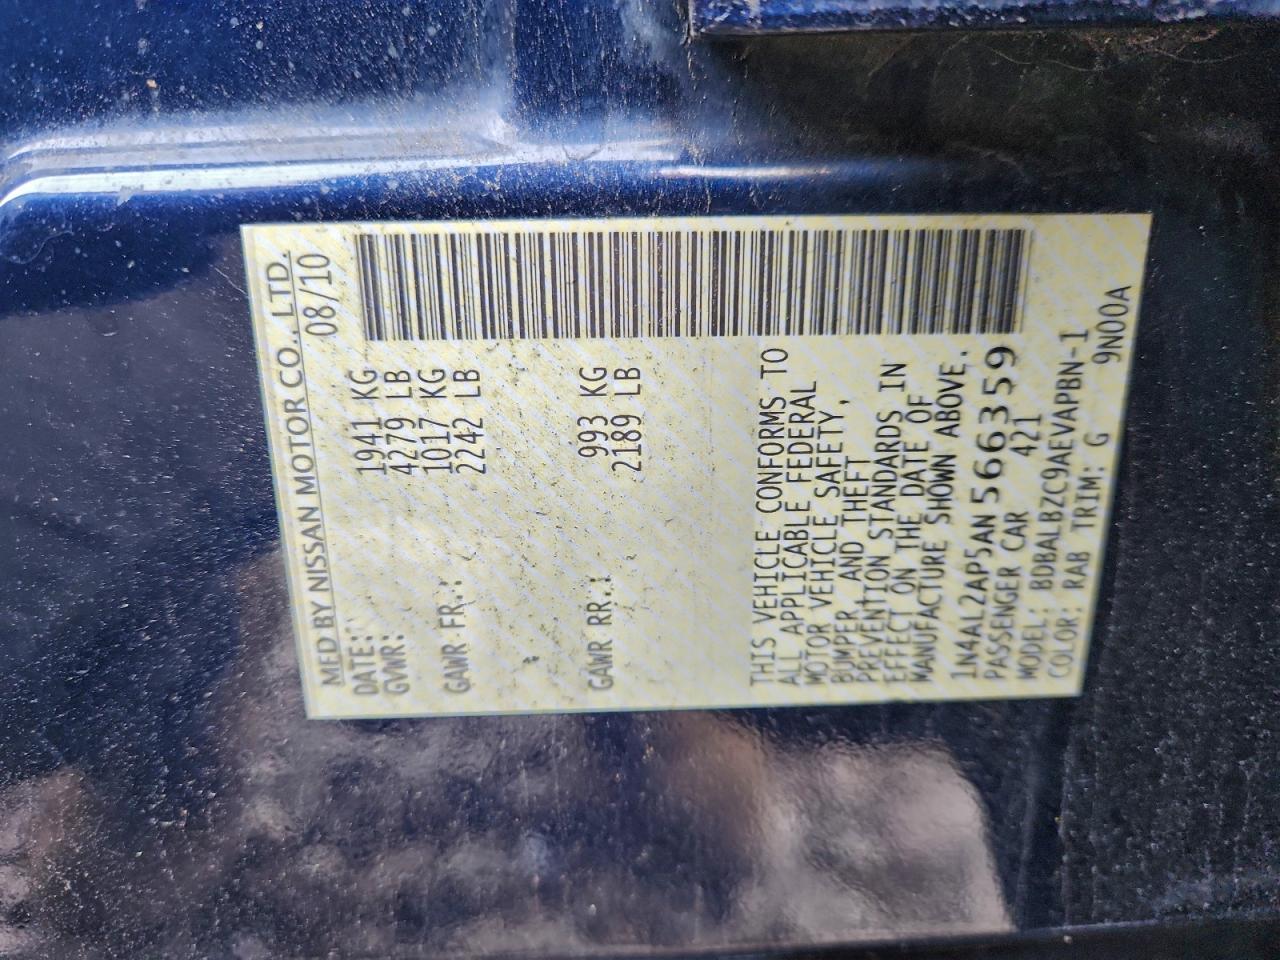 MFD BY NISSAN MOTOR CO., LTD.
DATE: 08/10
GVWR: 1941 KG
4279 LB
GAWR FR.: 1017 KG
2242 LB
GAWR RR.: 993 KG
2189 LB
THIS VEHICLE CONFORMS TO
ALL APPLICABLE FEDERAL
MOTOR VEHICLE SAFETY,
BUMPER AND THEFT
PREVENTION STANDARDS IN
EFFECT ON THE DATE OF
MANUFACTURE SHOWN ABOVE.
1N4AL2AP5AN566359
PASSENGER CAR 421
MODEL: BDBALBZC9AEVAPBN-1
COLOR: RAB TRIM: G 9N00A